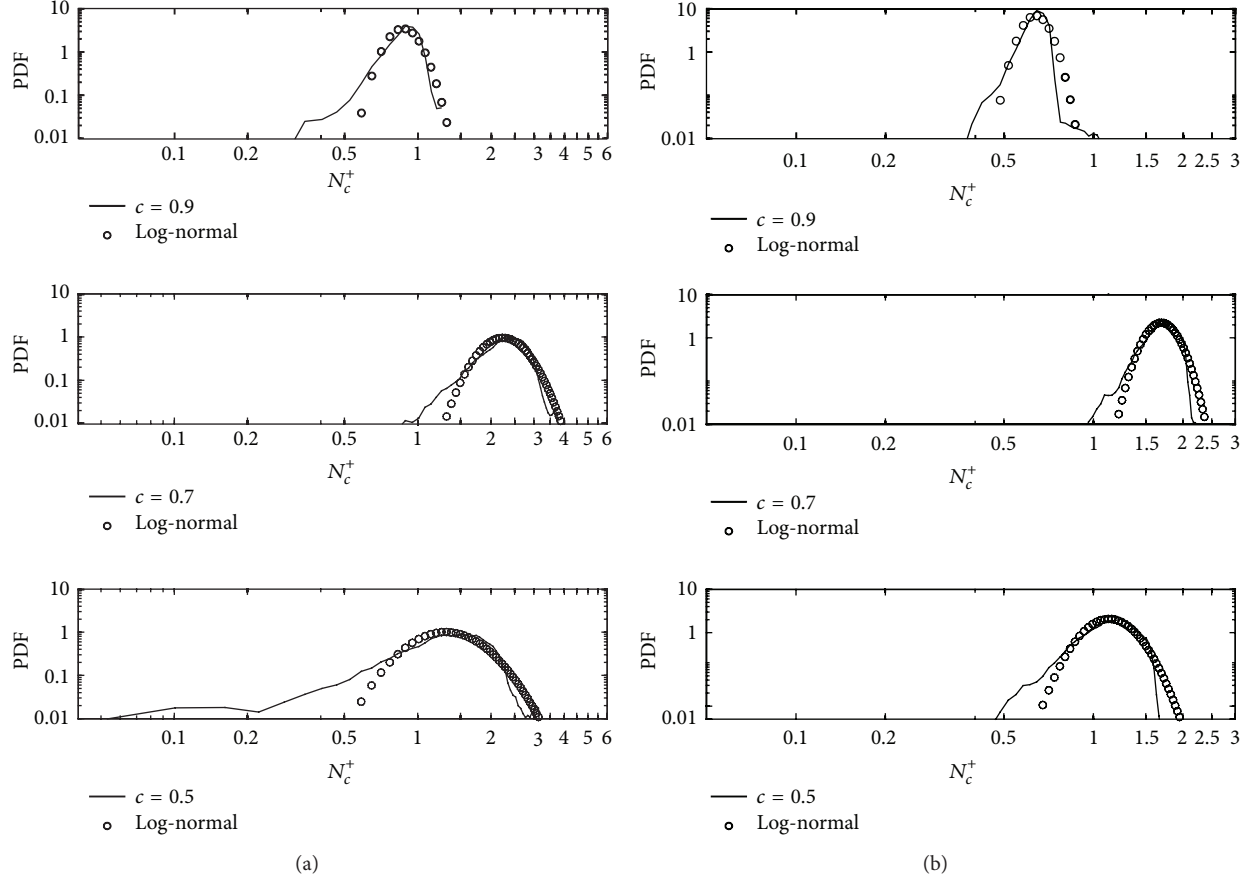 10
1
0.1
0.01
PDF
0.1 0.2 0.5 1 2 3 4 5 6
N_c^+
c = 0.9
Log-normal
10
1
0.1
0.01
PDF
0.1 0.2 0.5 1 2 3 4 5 6
N_c^+
c = 0.7
Log-normal
10
1
0.1
0.01
PDF
0.1 0.2 0.5 1 2 3 4 5 6
N_c^+
c = 0.5
Log-normal
(a)
10
1
0.1
0.01
PDF
0.1 0.2 0.5 1 1.5 2 2.5 3
N_c^+
c = 0.9
Log-normal
10
1
0.1
0.01
PDF
0.1 0.2 0.5 1 1.5 2 2.5 3
N_c^+
c = 0.7
Log-normal
10
1
0.1
0.01
PDF
0.1 0.2 0.5 1 1.5 2 2.5 3
N_c^+
c = 0.5
Log-normal
(b)